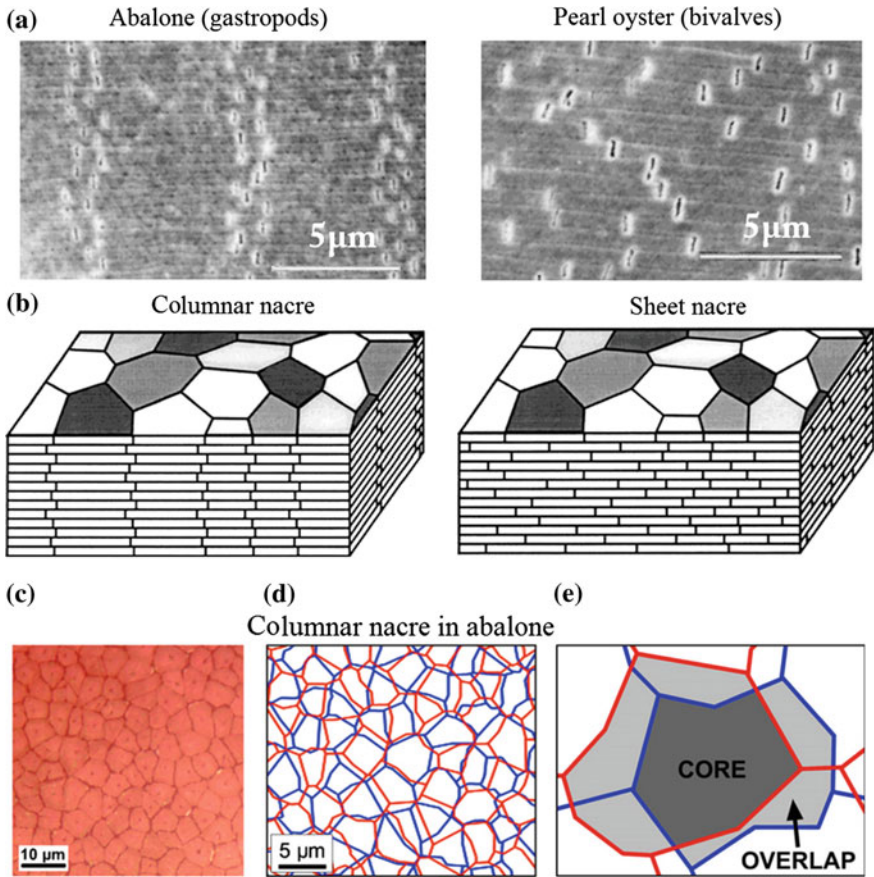 (a) Abalone (gastropods) Pearl oyster (bivalves)
5μm 5μm
(b) Columnar nacre Sheet nacre
(c) (d) (e)
Columnar nacre in abalone
CORE
OVERLAP
10 μm 5 μm